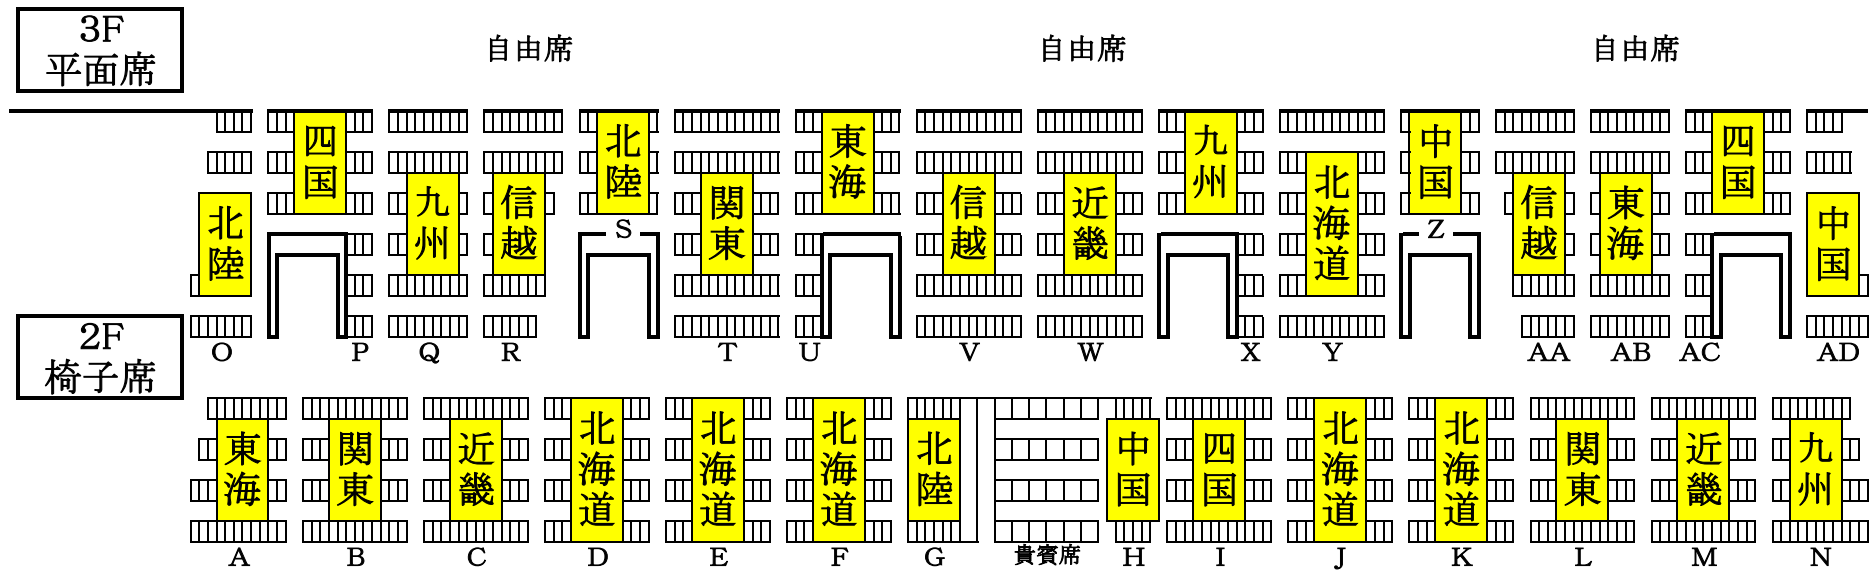 3F
平面席
自由席 自由席 自由席
四国 北陸 東海 九州 中国 四国
九州 信越 関東 信越 近畿 北海道 信越 東海
北陸 中国
S Z
2F
椅子席
O P Q R T U V W X Y AA AB AC AD
東海 関東 近畿 北海道 北海道 北海道 北陸 中国 四国 北海道 北海道 関東 近畿 九州
A B C D E F G 貴賓席 H I J K L M N